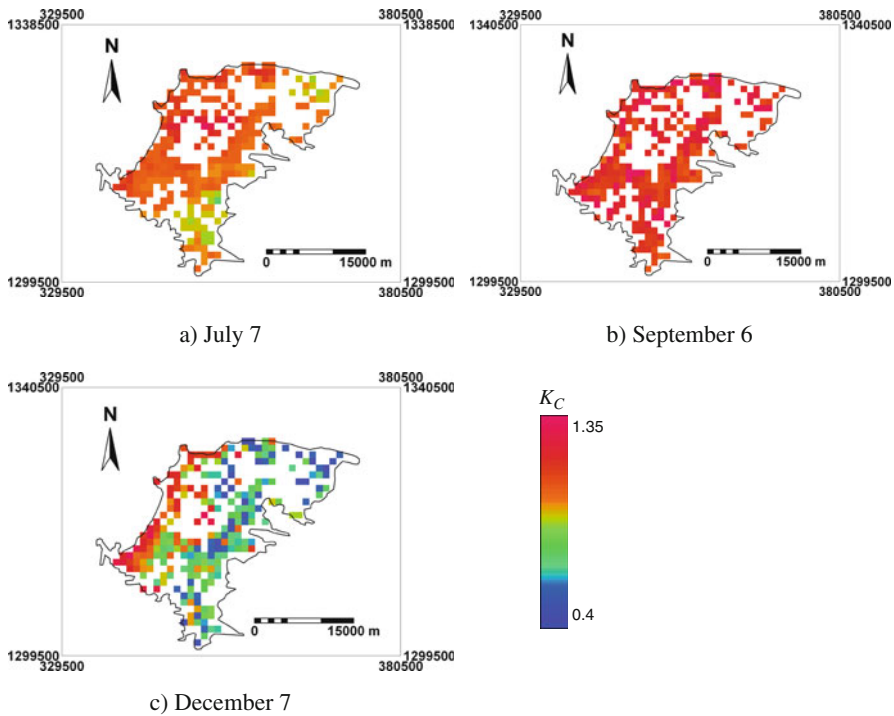 329500 380500
1338500 1338500
N
0 15000 m
1299500 1299500
329500 380500
a) July 7
329500 380500
1340500 1340500
N
0 15000 m
1299500 1299500
329500 380500
b) September 6
329500 380500
1340500 1340500
N
0 15000 m
1299500 1299500
329500 380500
c) December 7
K_C
1.35
0.4